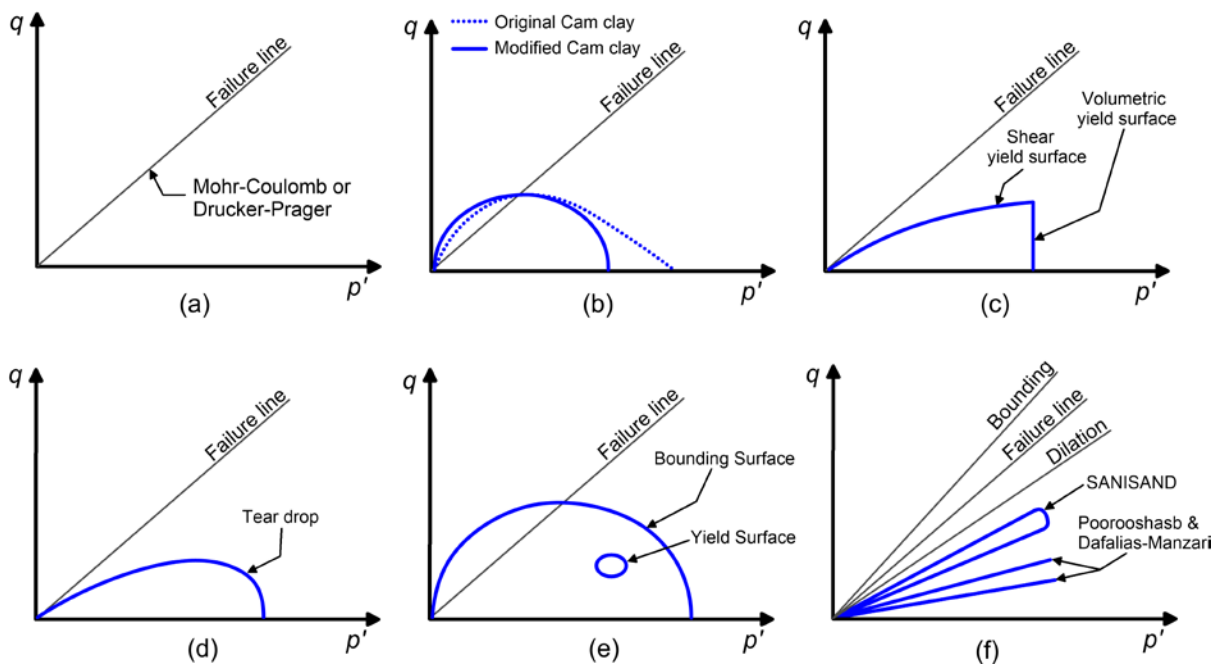 q
Failure line
Mohr-Coulomb or
Drucker-Prager
p'
(a)
Original Cam clay
Modified Cam clay
q
Failure line
p'
(b)
q
Failure line
Shear
yield surface
Volumetric
yield surface
p'
(c)
q
Failure line
Tear drop
p'
(d)
q
Failure line
Bounding Surface
Yield Surface
p'
(e)
q
Bounding
Failure line
Dilation
SANISAND
Poorooshasb &
Dafalias-Manzari
p'
(f)